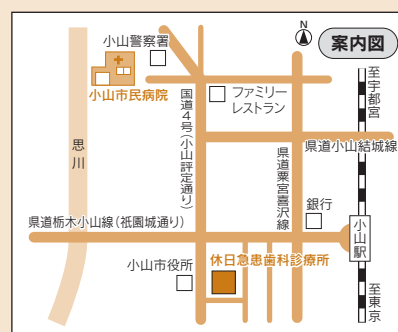 N
案内図
小山警察署
至宇都宮
小山市民病院
ファミリー
レストラン
国道4号(小山評定通り)
思川
県道小山結城線
県道粟宮喜沢線
銀行
県道栃木小山線(祇園城通り)
小山駅
小山市役所
休日急患歯科診療所
至東京